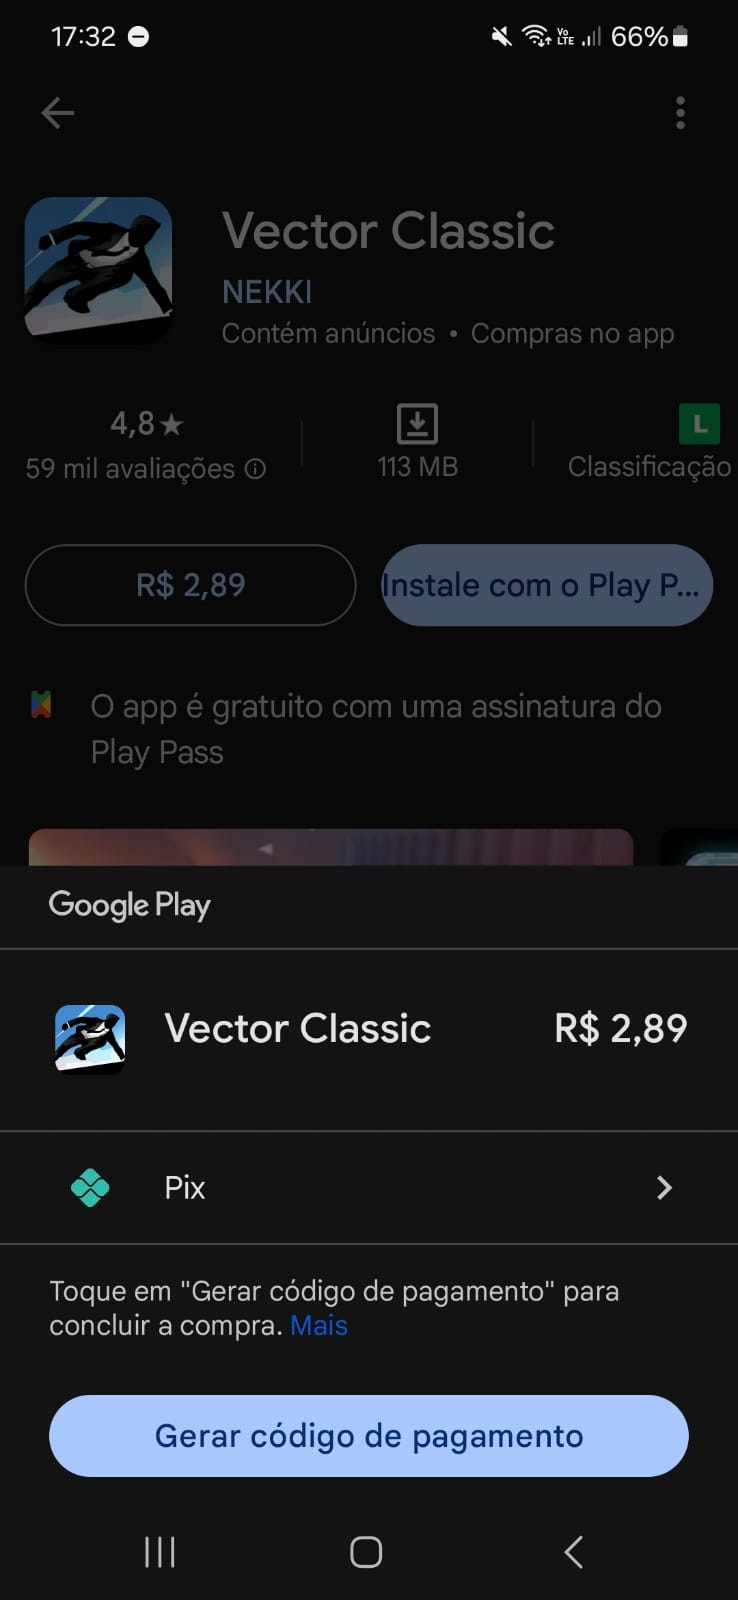 17:32
Vo
LTE
66%
Vector Classic
NEKKI
Contém anúncios • Compras no app
4,8★
59 mil avaliações
113 MB
L
Classificação
R$ 2,89
Instale com o Play P...
O app é gratuito com uma assinatura do
Play Pass
Google Play
Vector Classic
R$ 2,89
Pix
Toque em "Gerar código de pagamento" para
concluir a compra. Mais
Gerar código de pagamento